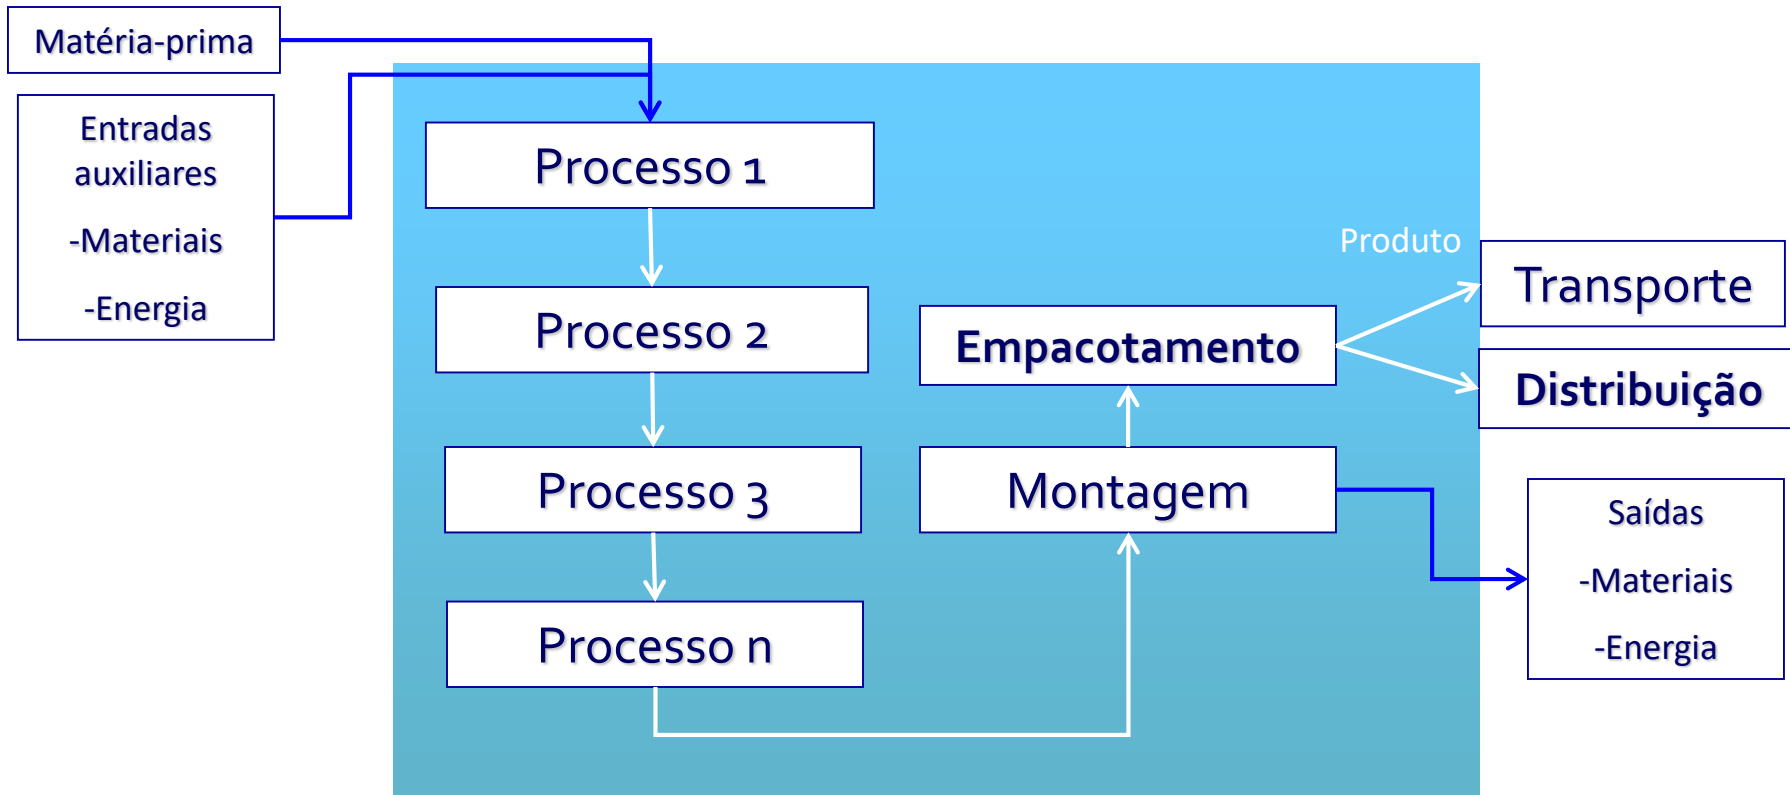 Matéria-prima
Entradas
auxiliares
-Materiais
-Energia
Processo 1
Processo 2
Processo 3
Processo n
Montagem
Empacotamento
Produto
Transporte
Distribuição
Saídas
-Materiais
-Energia